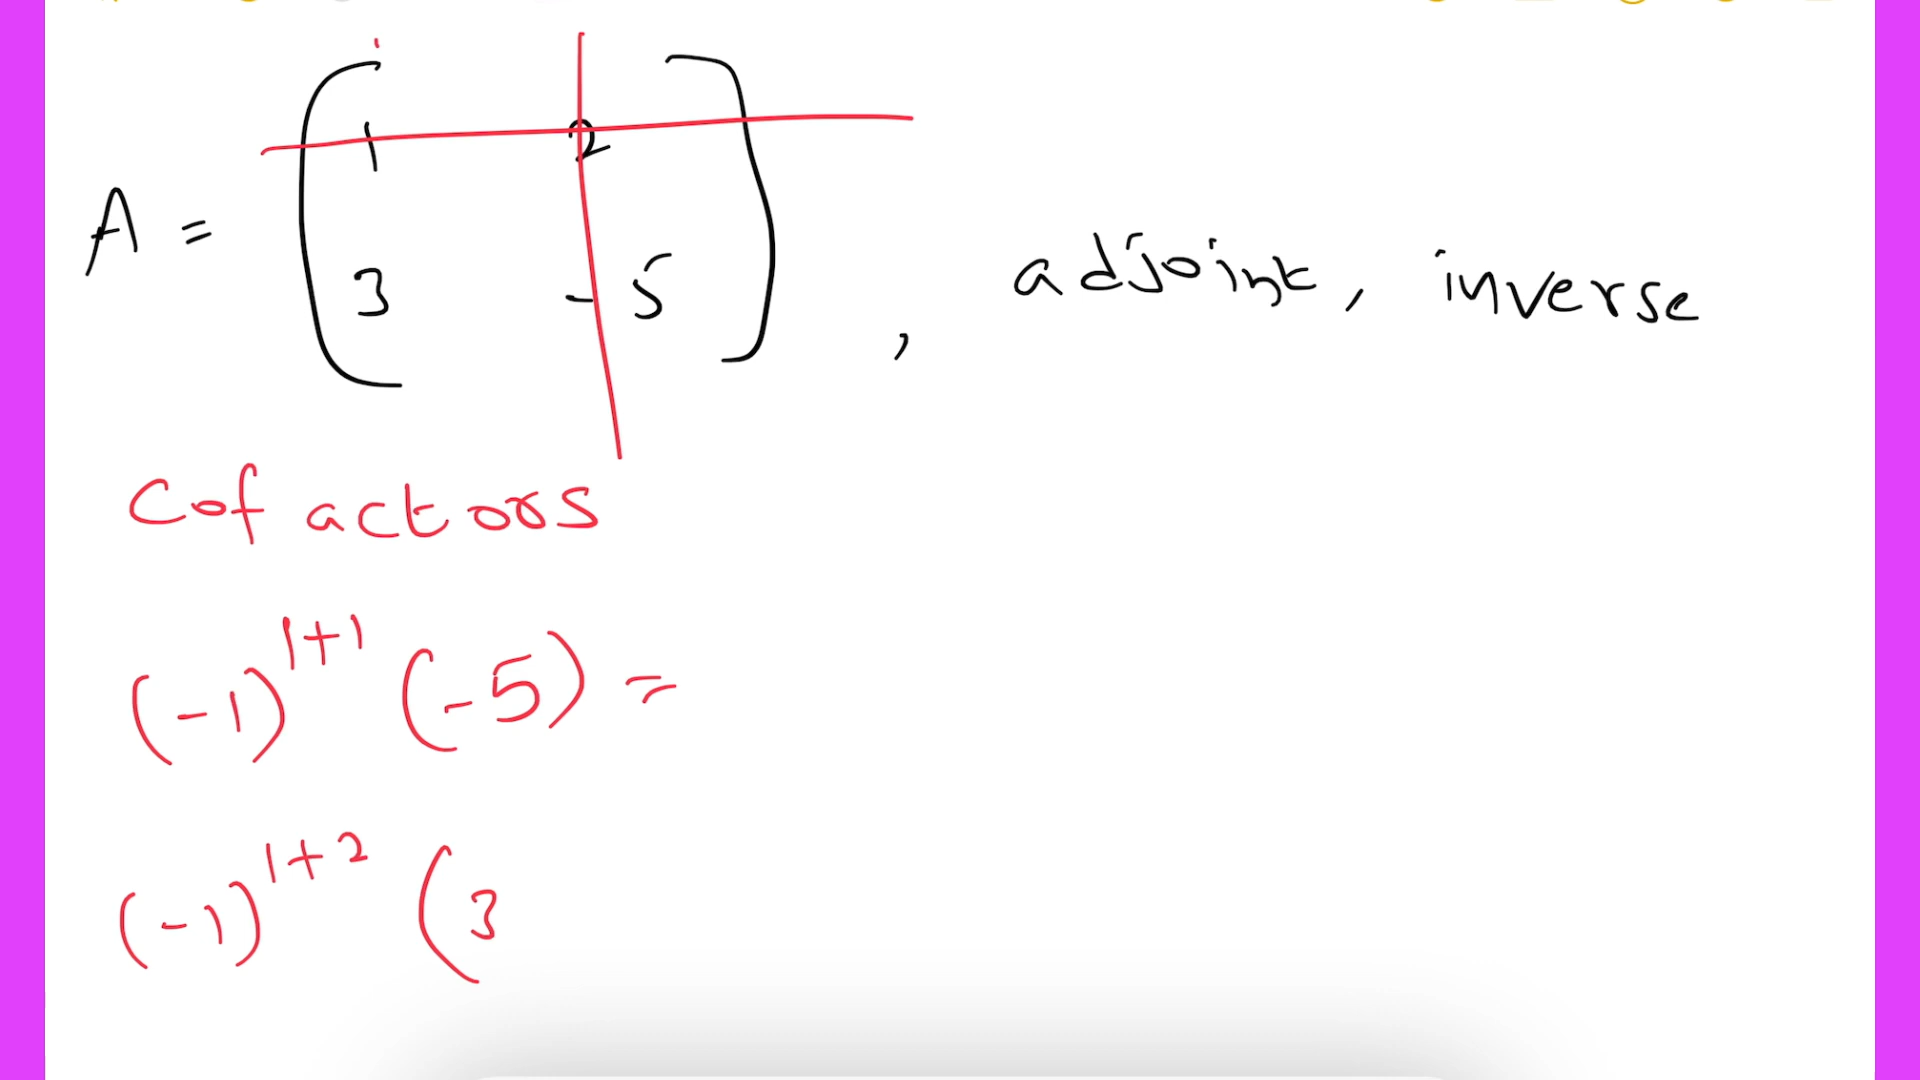 1 2
A =
3 -5
, adjoint, inverse
Cofactors
(-1)^{1+1} (-5) =
(-1)^{1+2} (3